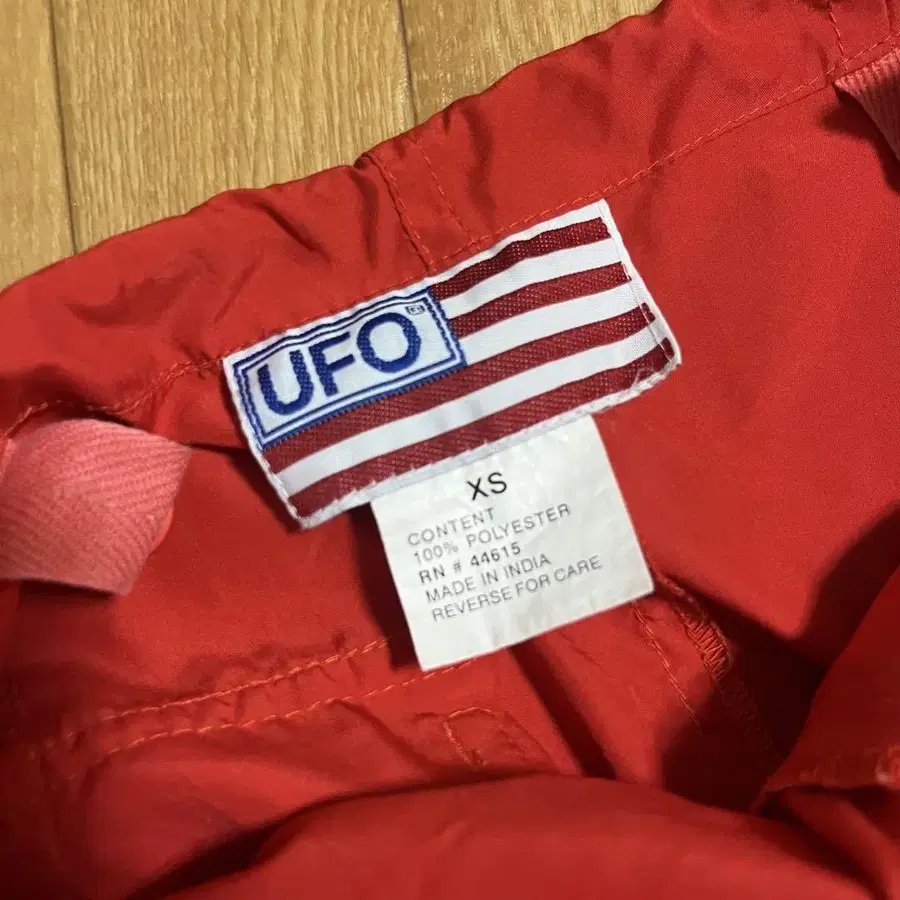 UFO
XS
CONTENT
100% POLYESTER
RN # 44615
MADE IN INDIA
REVERSE FOR CARE